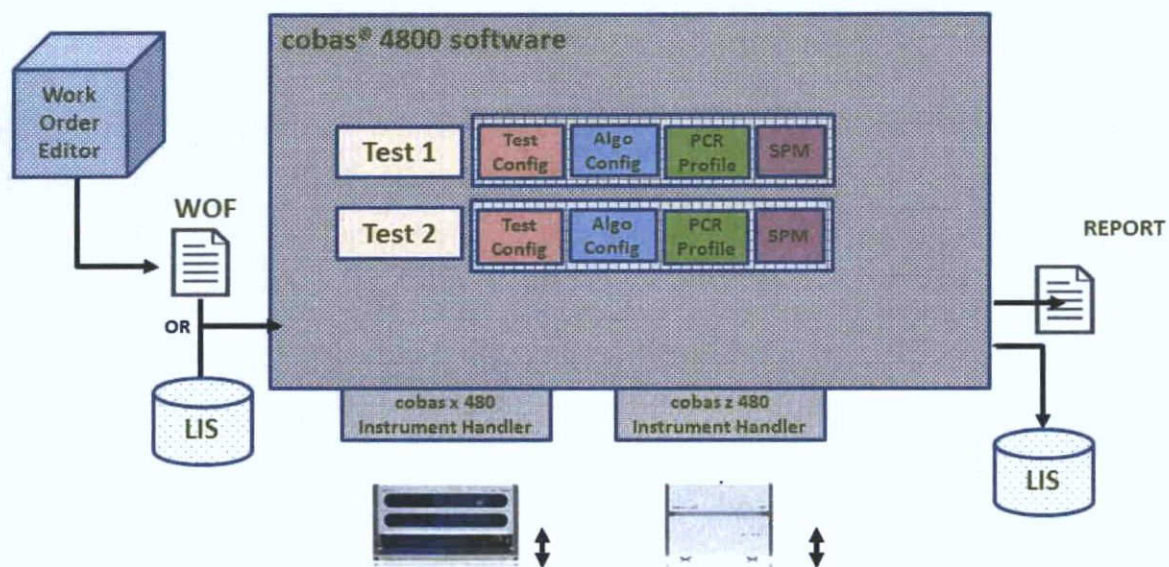 cobas® 4800 software
Work
Order
Editor
Test 1
Test
Config
Algo
Config
PCR
Profile
SPM
WOF
Test 2
Test
Config
Algo
Config
PCR
Profile
SPM
REPORT
OR
LIS
cobas x 480
Instrument Handler
cobas z 480
Instrument Handler
LIS